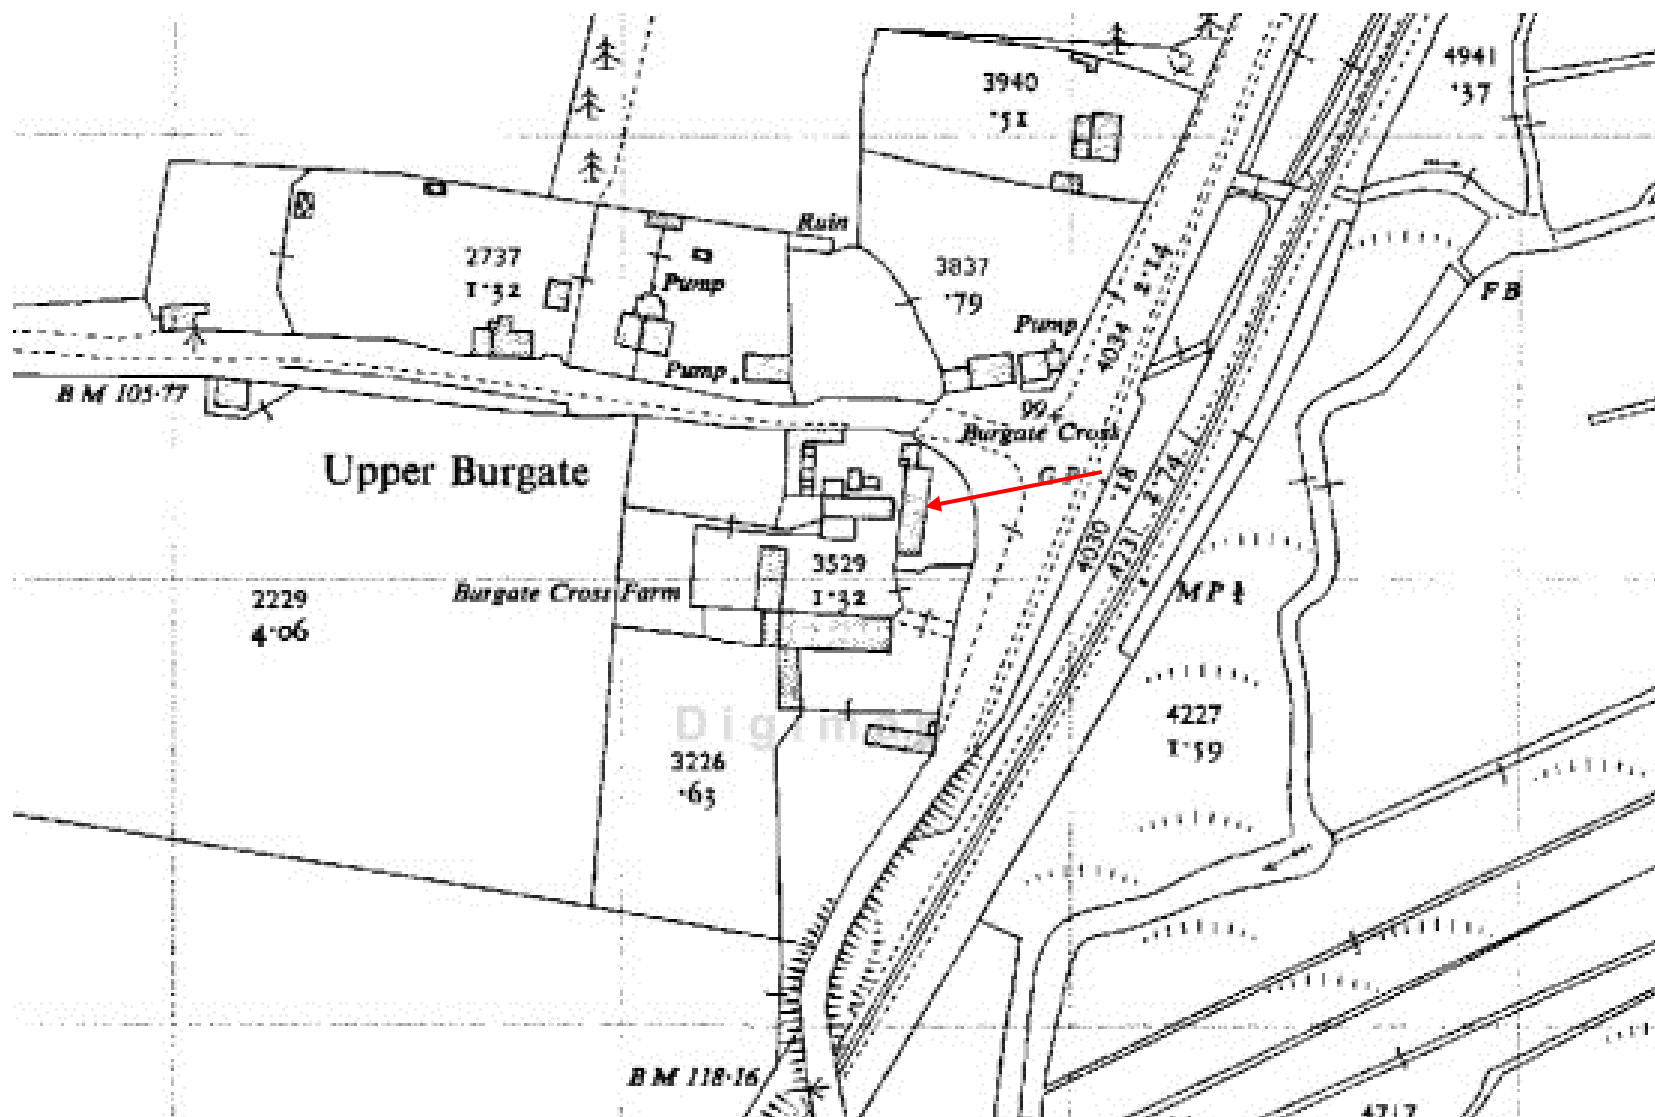 4941
·37
3940
·51
Ruin
2737
1·32
Pump
3837
·79
2·14
F B
Pump
4034
Pump
B M 105·77
99
Burgate Cross
Upper Burgate
G P
·18
2·74
4030
4231
3529
1·32
Burgate Cross Farm
M P
2229
4·06
4227
1·59
Digimap
3226
·63
B M 118·16
4717